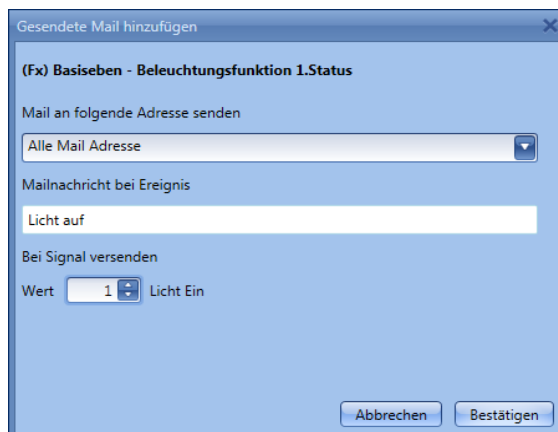 Gesendete Mail hinzufügen
(Fx) Basiseben - Beleuchtungsfunktion 1.Status
Mail an folgende Adresse senden
Alle Mail Adresse
Mailnachricht bei Ereignis
Licht auf
Bei Signal versenden
Wert 1 Licht Ein
Abbrechen Bestätigen